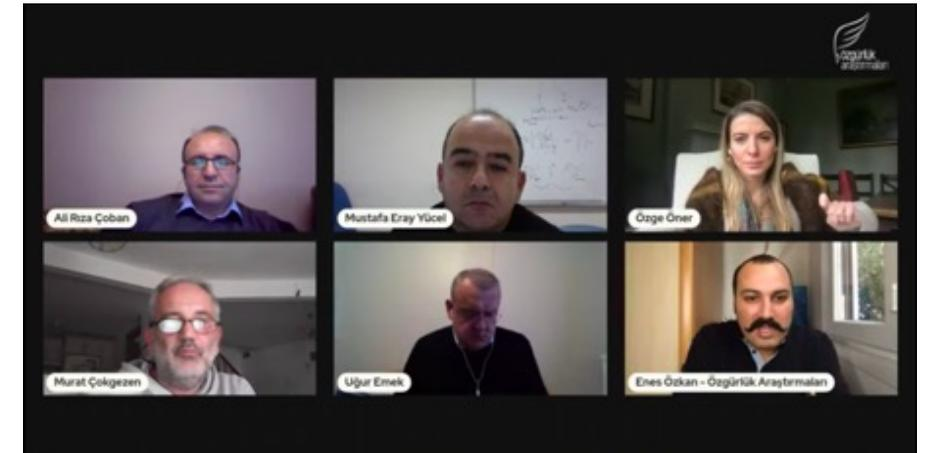 özgürlük
araştırmaları
Ali Rıza Çoban
Mustafa Eray Yücel
Özge Öner
Murat Çokgezen
Uğur Emek
Enes Özkan - Özgürlük Araştırmaları